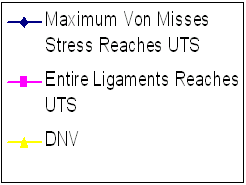 Maximum Von Misses
Stress Reaches UTS
Entire Ligaments Reaches
UTS
DNV